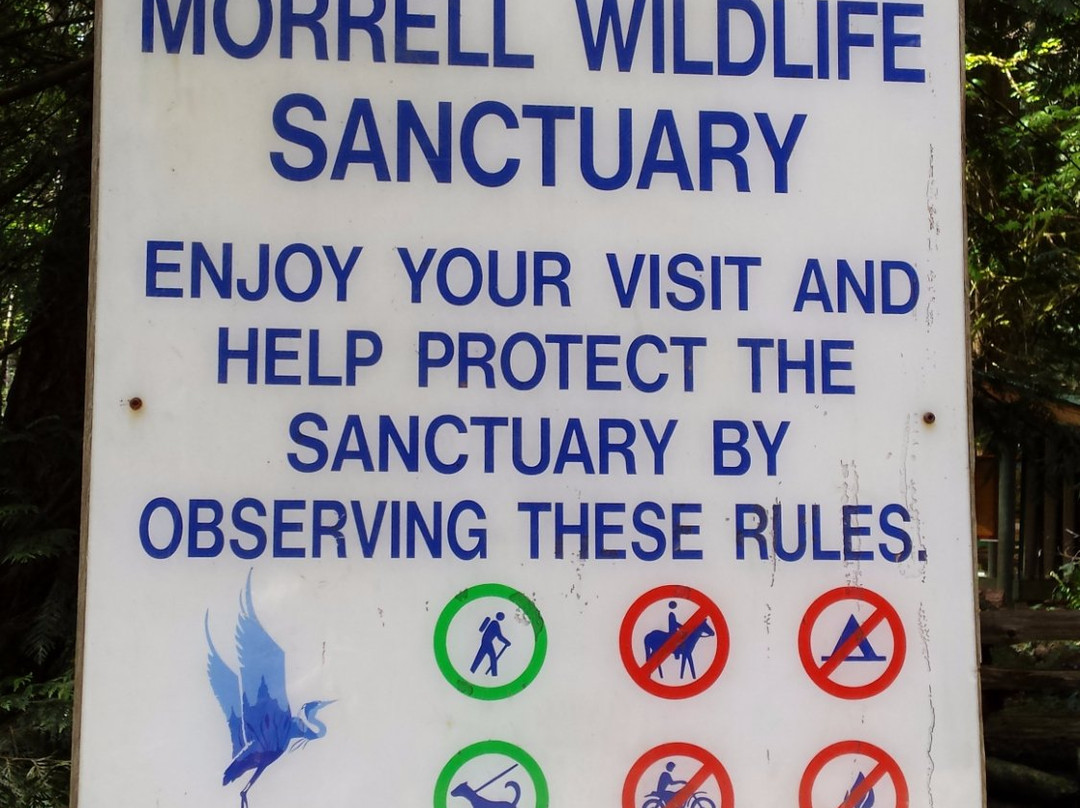 MORRELL WILDLIFE
SANCTUARY
ENJOY YOUR VISIT AND
HELP PROTECT THE
SANCTUARY BY
OBSERVING THESE RULES.